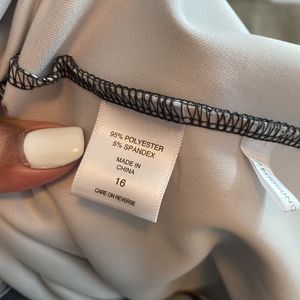 95% POLYESTER
5% SPANDEX
MADE IN
CHINA
16
CARE ON REVERSE